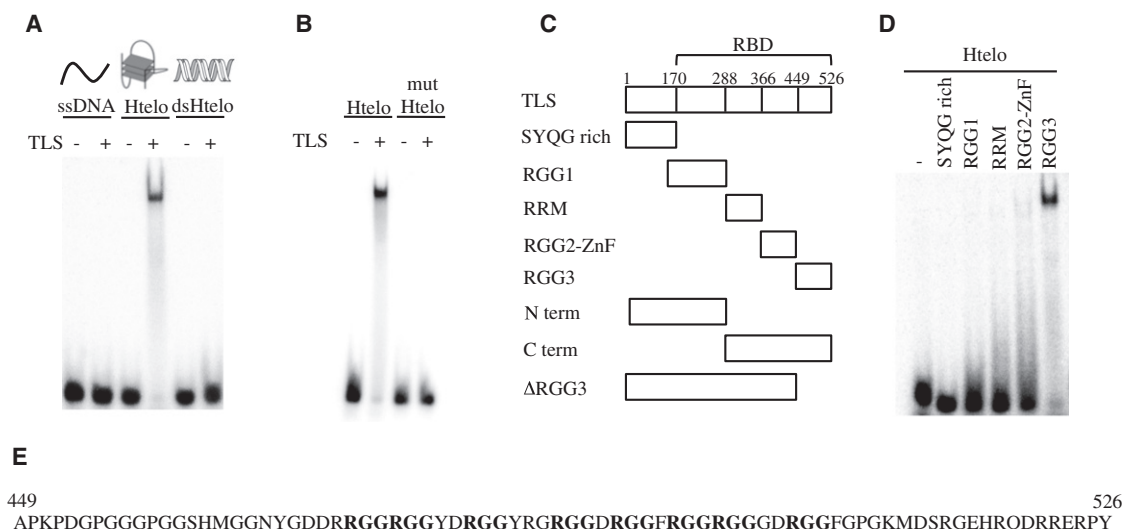 A
ssDNA Htelo dsHtelo
TLS - + - + - +
B
mut
Htelo Htelo
TLS - + - +
C
RBD
1 170 288 366 449 526
TLS
SYQG rich
RGG1
RRM
RGG2-ZnF
RGG3
N term
C term
ΔRGG3
D
Htelo
-
SYQG rich
RGG1
RRM
RGG2-ZnF
RGG3
E
449 526
APKPDGPGGGPGGSHMGGNYGDDRRGGRGGYDRGGYRGRGGDRGGFRGGRGGGDRGGFGPGKMDSRGEHRQDRRERPY